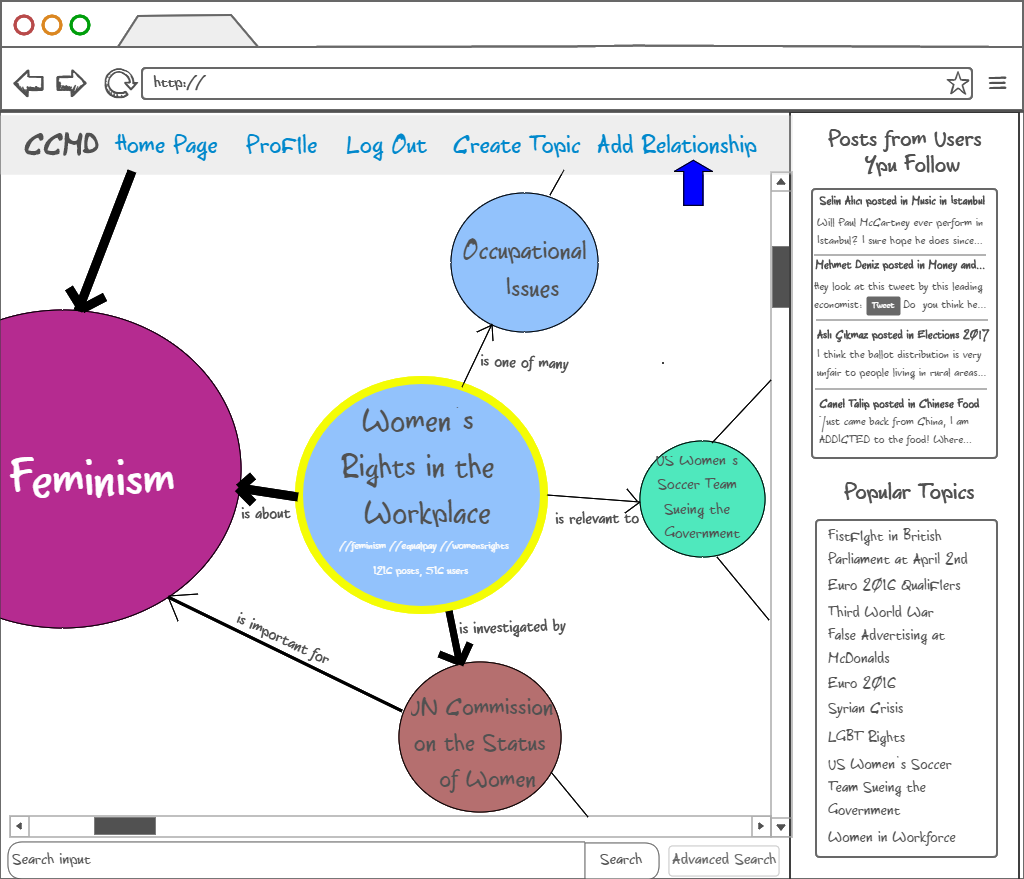 http://
CCMD Home Page ProFIle Log Out Create Topic Add Relationship
Occupational
Issues
is one of many
Women's
Rights in the
Workplace
//feminism //equalpay //womensrights
1216 posts, 516 users
Feminism
is about
is relevant to
US Women's
Soccer Team
Sueing the
Government
is investigated by
is important for
UN Commission
on the Status
of Women
Search input Search Advanced Search
Posts from Users
You Follow
Selin Alıcı posted in Music in Istanbul
Will Paul McCartney ever perform in
Istanbul? I sure hope he does since...
Mehmet Deniz posted in Money and...
Hey look at this tweet by this leading
economist: Tweet Do you think he...
Aslı Çıkmaz posted in Elections 2017
I think the ballot distribution is very
unfair to people living in rural areas...
Canel Talip posted in Chinese Food
Just came back from China, I am
ADDICTED to the food! Where...
Popular Topics
FistFIght in British
Parliament at April 2nd
Euro 2016 QualiFIers
Third World War
False Advertising at
McDonalds
Euro 2016
Syrian Crisis
LGBT Rights
US Women's Soccer
Team Sueing the
Government
Women in Workforce